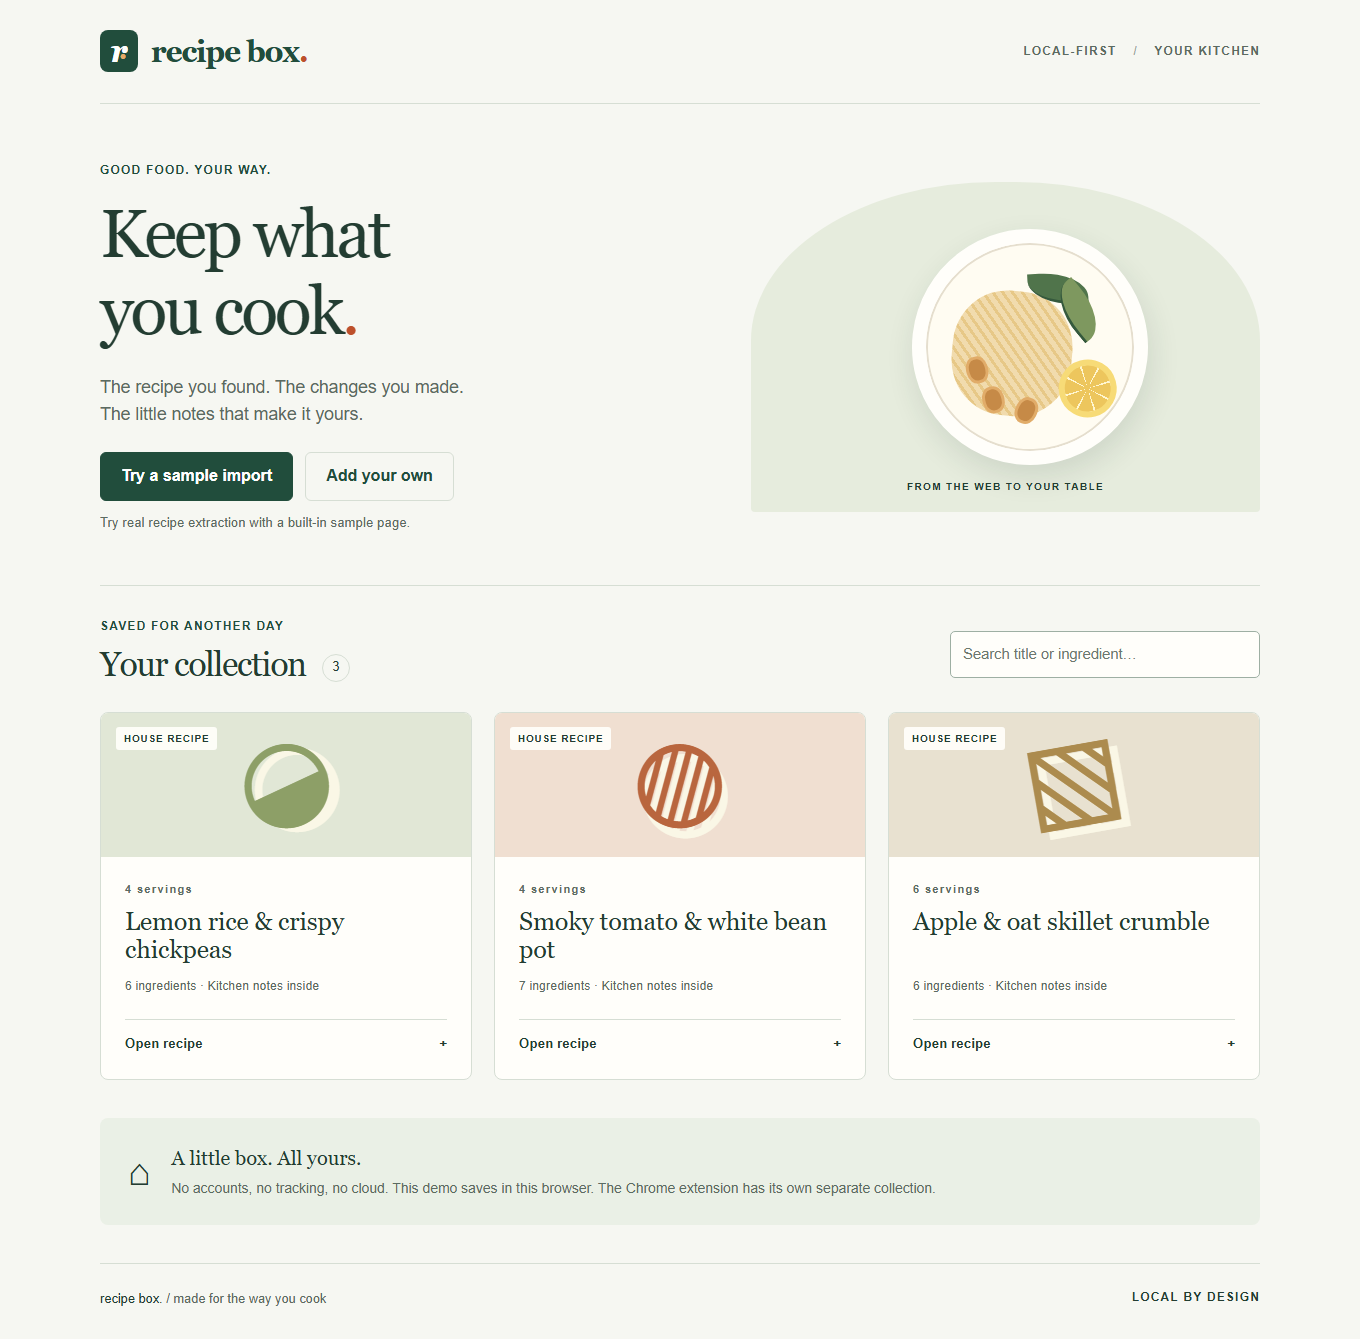 r.
recipe box.
LOCAL-FIRST / YOUR KITCHEN
GOOD FOOD. YOUR WAY.
Keep what
you cook.
The recipe you found. The changes you made.
The little notes that make it yours.
Try a sample import
Add your own
Try real recipe extraction with a built-in sample page.
FROM THE WEB TO YOUR TABLE
SAVED FOR ANOTHER DAY
Your collection 3
Search title or ingredient...
HOUSE RECIPE
4 servings
Lemon rice & crispy
chickpeas
6 ingredients · Kitchen notes inside
Open recipe +
HOUSE RECIPE
4 servings
Smoky tomato & white bean
pot
7 ingredients · Kitchen notes inside
Open recipe +
HOUSE RECIPE
6 servings
Apple & oat skillet crumble
6 ingredients · Kitchen notes inside
Open recipe +
A little box. All yours.
No accounts, no tracking, no cloud. This demo saves in this browser. The Chrome extension has its own separate collection.
recipe box. / made for the way you cook
LOCAL BY DESIGN